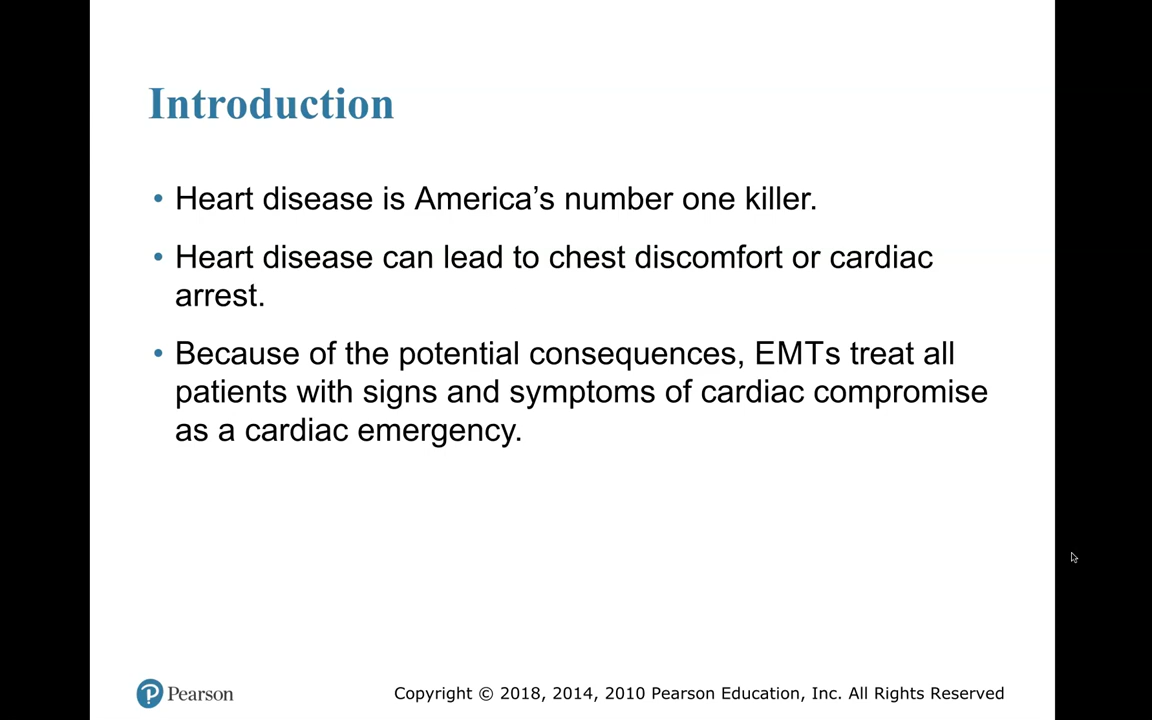 Introduction
• Heart disease is America’s number one killer.
• Heart disease can lead to chest discomfort or cardiac
arrest.
• Because of the potential consequences, EMTs treat all
patients with signs and symptoms of cardiac compromise
as a cardiac emergency.
P Pearson
Copyright © 2018, 2014, 2010 Pearson Education, Inc. All Rights Reserved